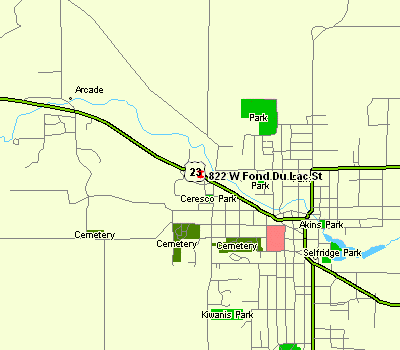 Arcade
Park
23
822 W Fond Du Lac St
Park
Ceresco Park
Akins Park
Cemetery
Cemetery
Cemetery
Selfridge Park
Kiwanis Park